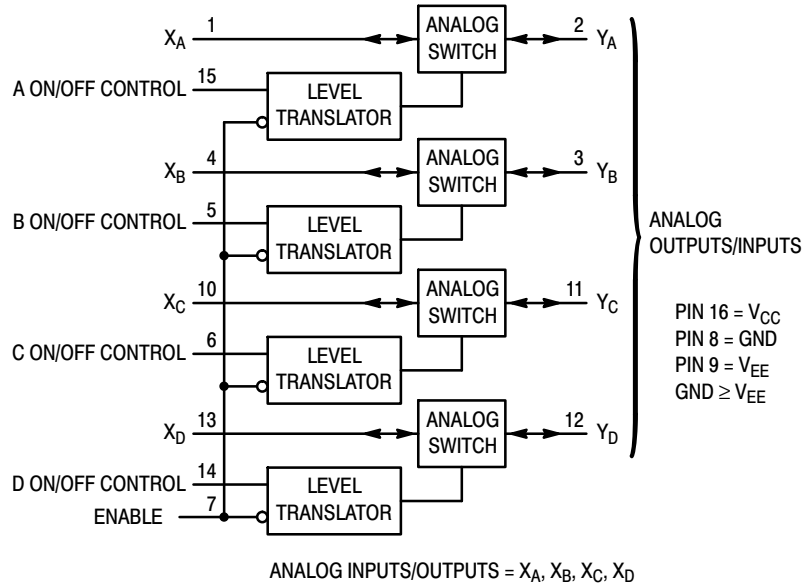 X_A 1 ANALOG SWITCH 2 Y_A
A ON/OFF CONTROL 15 LEVEL TRANSLATOR
X_B 4 ANALOG SWITCH 3 Y_B
B ON/OFF CONTROL 5 LEVEL TRANSLATOR
ANALOG OUTPUTS/INPUTS
X_C 10 ANALOG SWITCH 11 Y_C
C ON/OFF CONTROL 6 LEVEL TRANSLATOR
PIN 16 = V_CC
PIN 8 = GND
PIN 9 = V_EE
GND ≥ V_EE
X_D 13 ANALOG SWITCH 12 Y_D
D ON/OFF CONTROL 14 LEVEL TRANSLATOR
ENABLE 7
ANALOG INPUTS/OUTPUTS = X_A, X_B, X_C, X_D